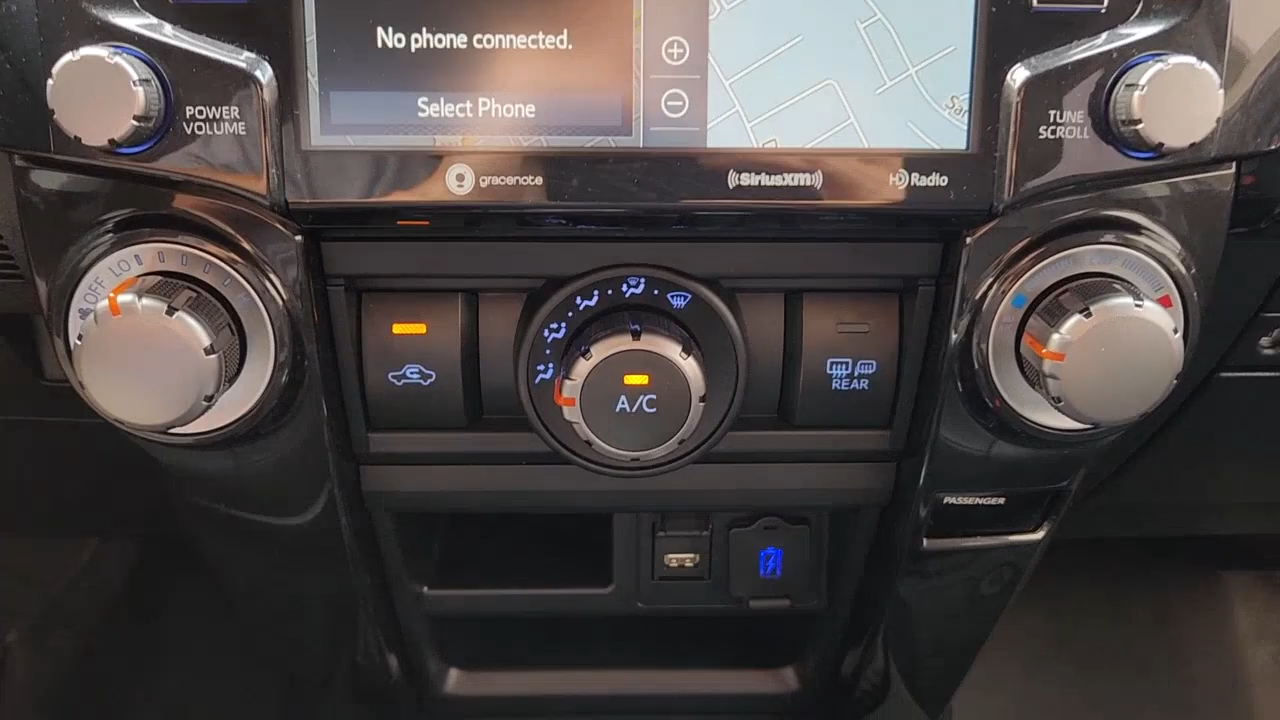 No phone connected.
Select Phone
POWER
VOLUME
TUNE
SCROLL
gracenote
SiriusXM
HD Radio
OFF
LO
A/C
REAR
PASSENGER